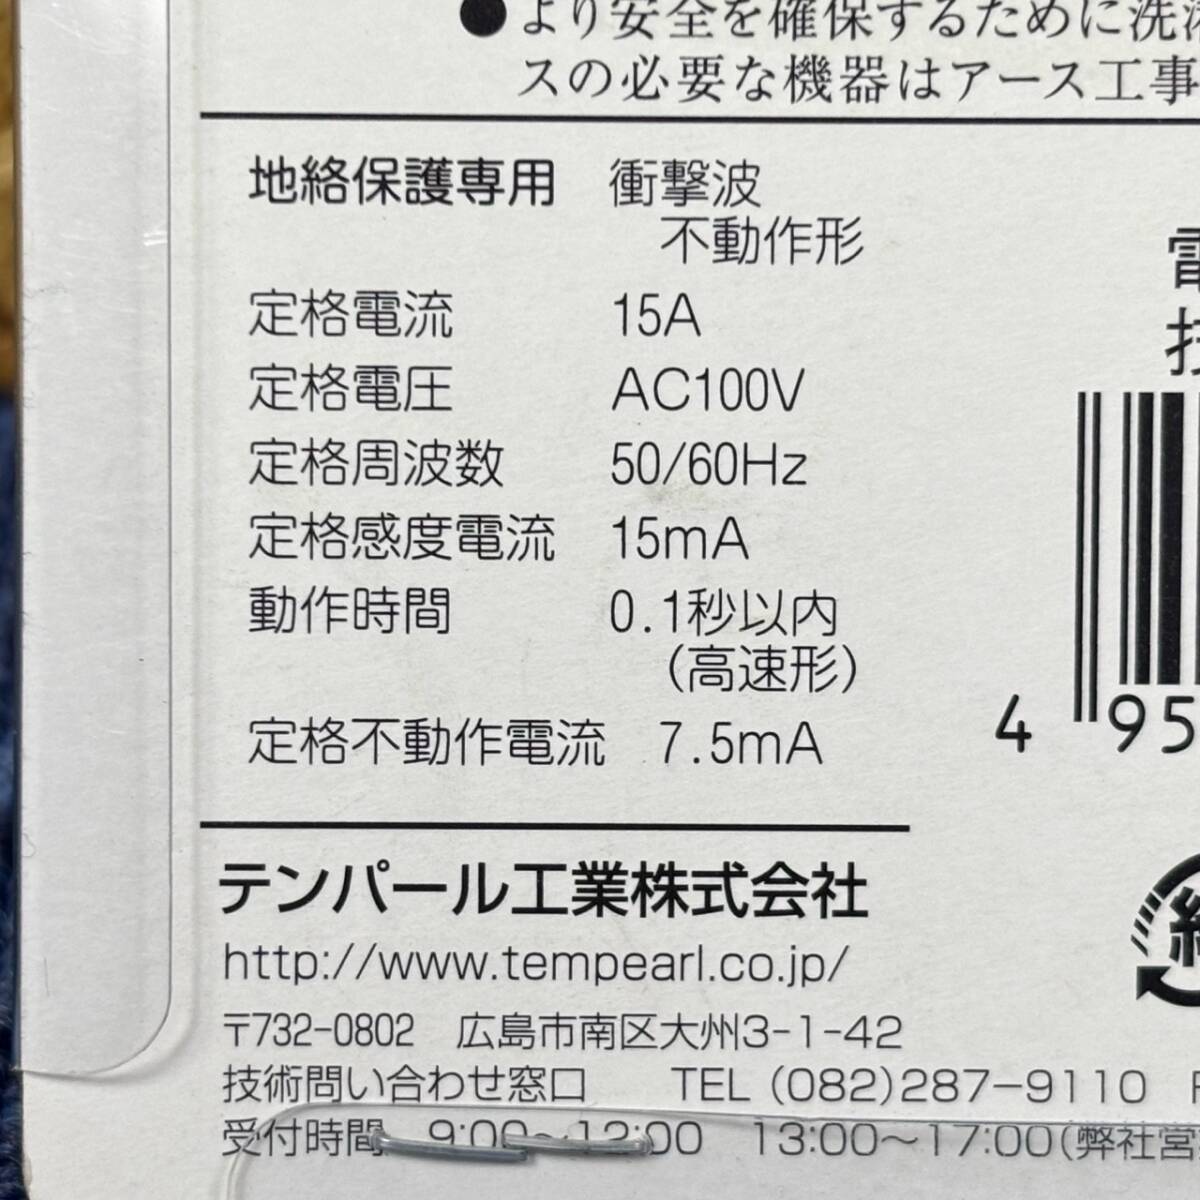 ●より安全を確保するために洗濯
スの必要な機器はアース工事
地絡保護専用 衝撃波
不動作形
定格電流 15A
定格電圧 AC100V
定格周波数 50/60Hz
定格感度電流 15mA
動作時間 0.1秒以内
(高速形)
定格不動作電流 7.5mA
電
技
4 95
テンパール工業株式会社
http://www.tempearl.co.jp/
〒732-0802 広島市南区大州3-1-42
技術問い合わせ窓口 TEL (082)287-9110 F
受付時間 9:00～12:00 13:00～17:00(弊社営